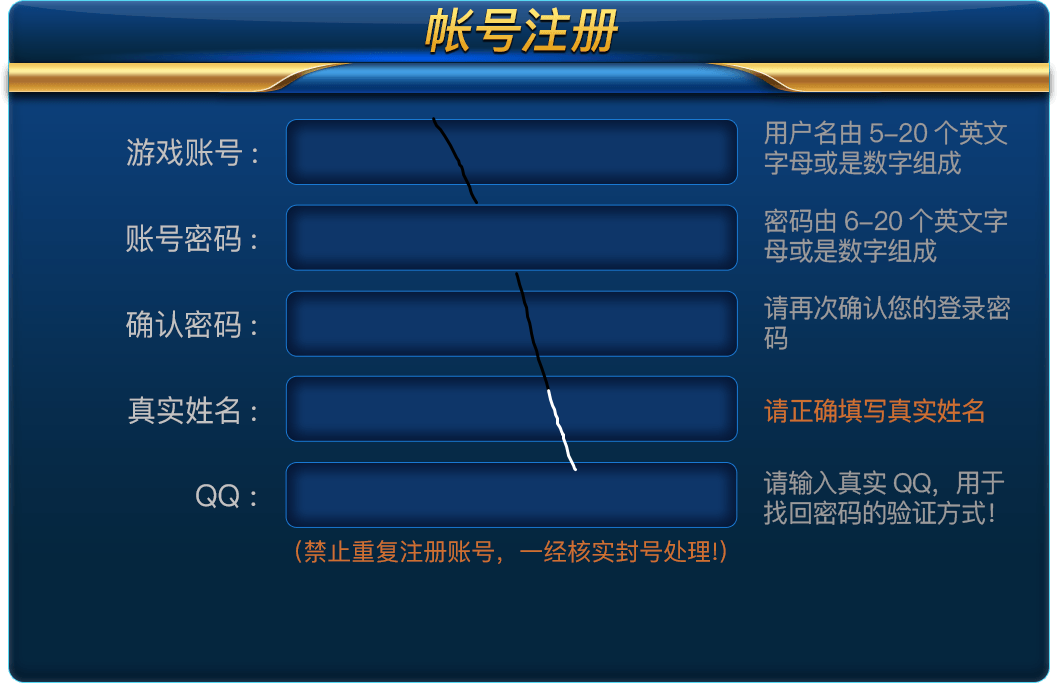 帐号注册
游戏账号：
用户名由 5-20 个英文
字母或是数字组成
账号密码：
密码由 6-20 个英文字
母或是数字组成
确认密码：
请再次确认您的登录密
码
真实姓名：
请正确填写真实姓名
QQ：
请输入真实 QQ，用于
找回密码的验证方式！
(禁止重复注册账号，一经核实封号处理!)